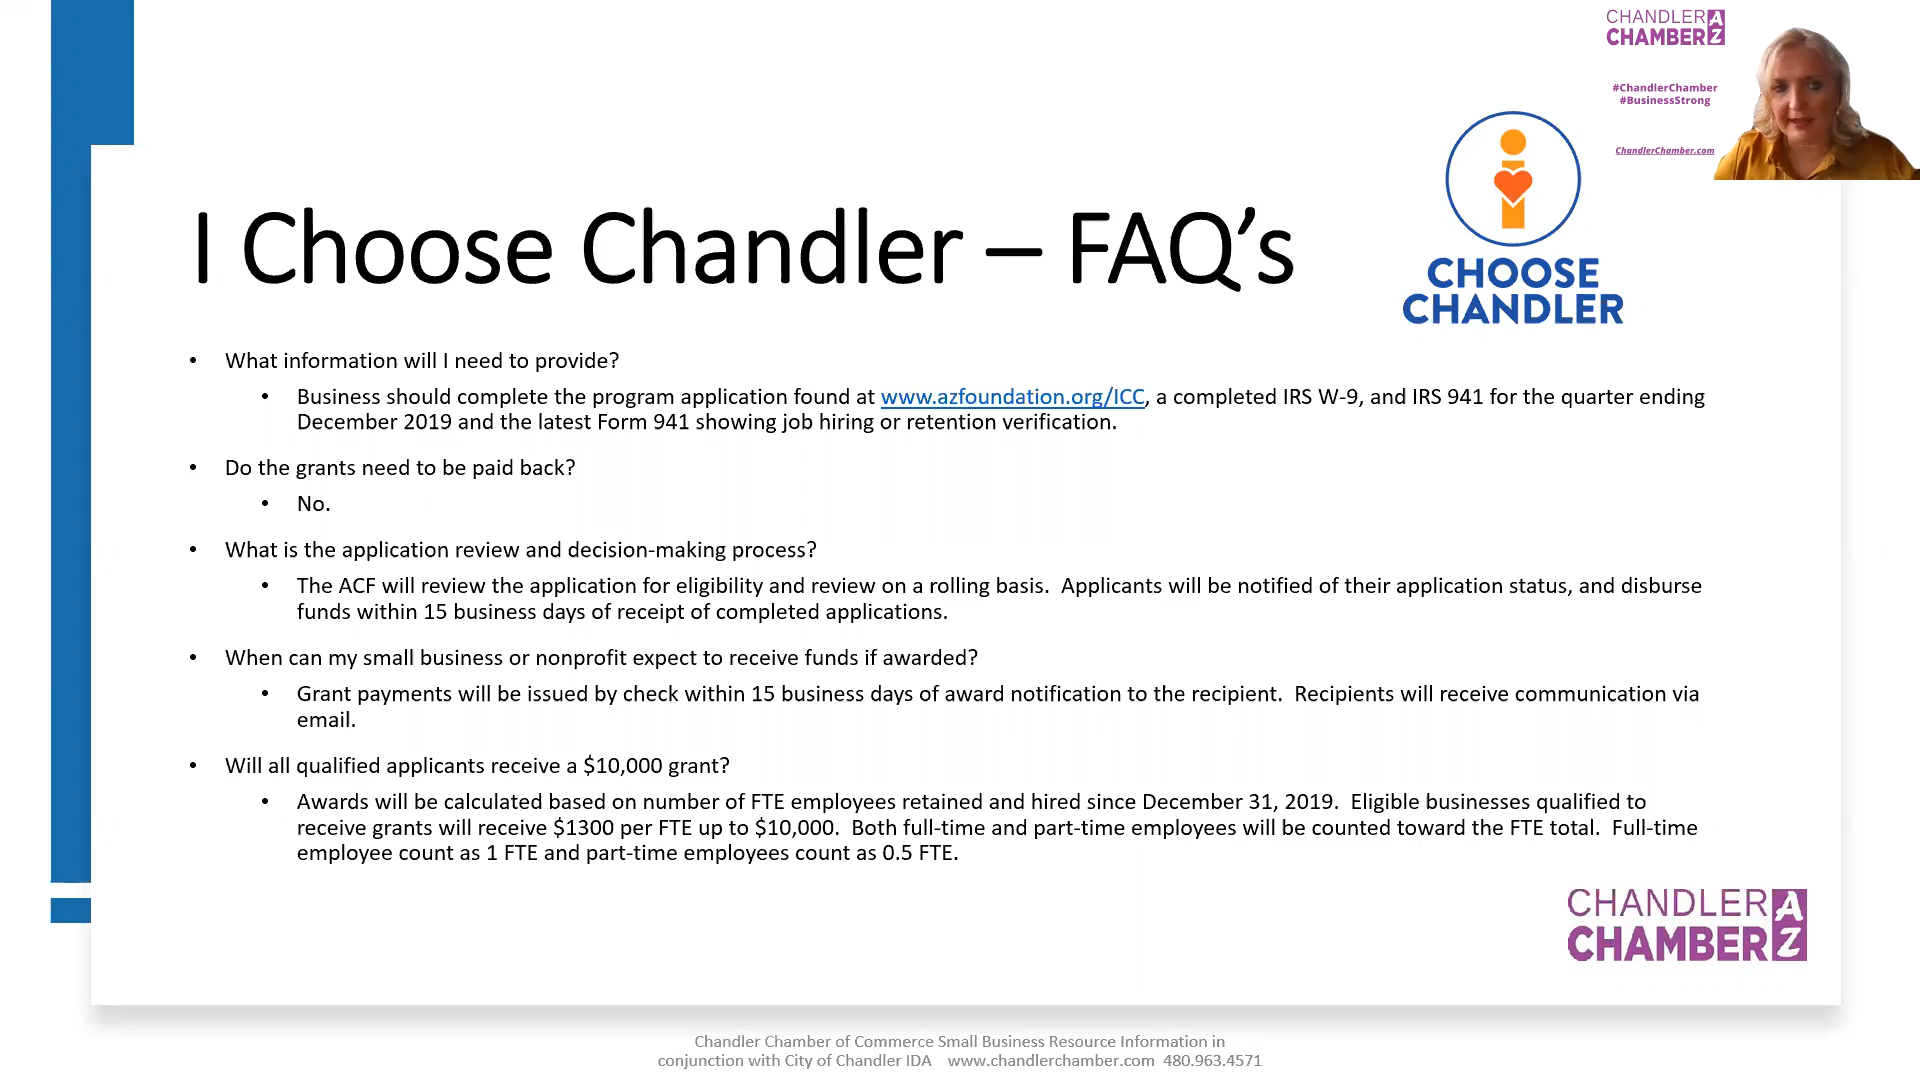 CHANDLER AZ
CHAMBER
#ChandlerChamber
#BusinessStrong
ChandlerChamber.com
I Choose Chandler – FAQ’s
CHOOSE
CHANDLER
• What information will I need to provide?
• Business should complete the program application found at www.azfoundation.org/ICC, a completed IRS W-9, and IRS 941 for the quarter ending
December 2019 and the latest Form 941 showing job hiring or retention verification.
• Do the grants need to be paid back?
• No.
• What is the application review and decision-making process?
• The ACF will review the application for eligibility and review on a rolling basis.  Applicants will be notified of their application status, and disburse
funds within 15 business days of receipt of completed applications.
• When can my small business or nonprofit expect to receive funds if awarded?
• Grant payments will be issued by check within 15 business days of award notification to the recipient.  Recipients will receive communication via
email.
• Will all qualified applicants receive a $10,000 grant?
• Awards will be calculated based on number of FTE employees retained and hired since December 31, 2019.  Eligible businesses qualified to
receive grants will receive $1300 per FTE up to $10,000.  Both full-time and part-time employees will be counted toward the FTE total.  Full-time
employee count as 1 FTE and part-time employees count as 0.5 FTE.
CHANDLER AZ
CHAMBER
Chandler Chamber of Commerce Small Business Resource Information in
conjunction with City of Chandler IDA    www.chandlerchamber.com  480.963.4571